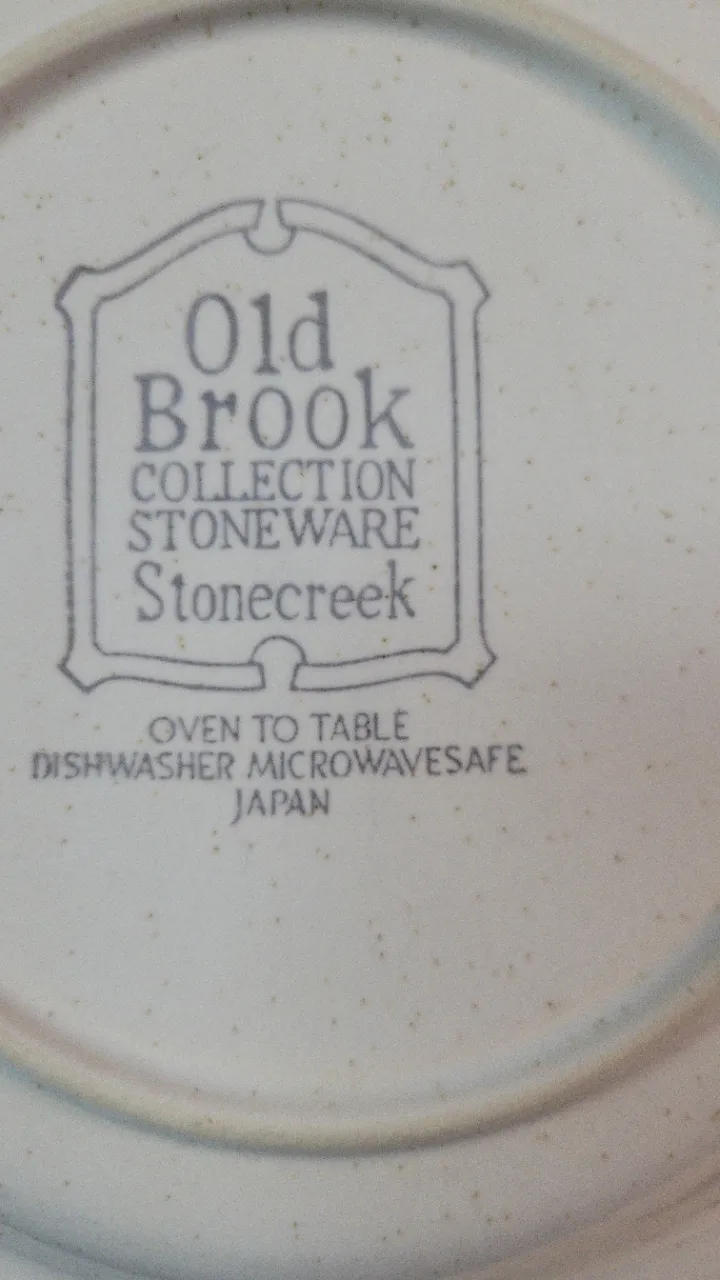 Old
Brook
COLLECTION
STONEWARE
Stonecreek
OVEN TO TABLE
DISHWASHER MICROWAVESAFE
JAPAN